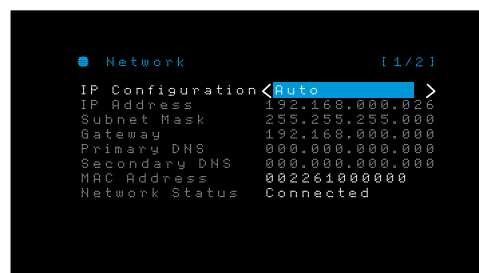 Network [1/2]
IP Configuration Auto
IP Address 192.168.000.026
Subnet Mask 255.255.255.000
Gateway 192.168.000.000
Primary DNS 000.000.000.000
Secondary DNS 000.000.000.000
MAC Address 002261000000
Network Status Connected